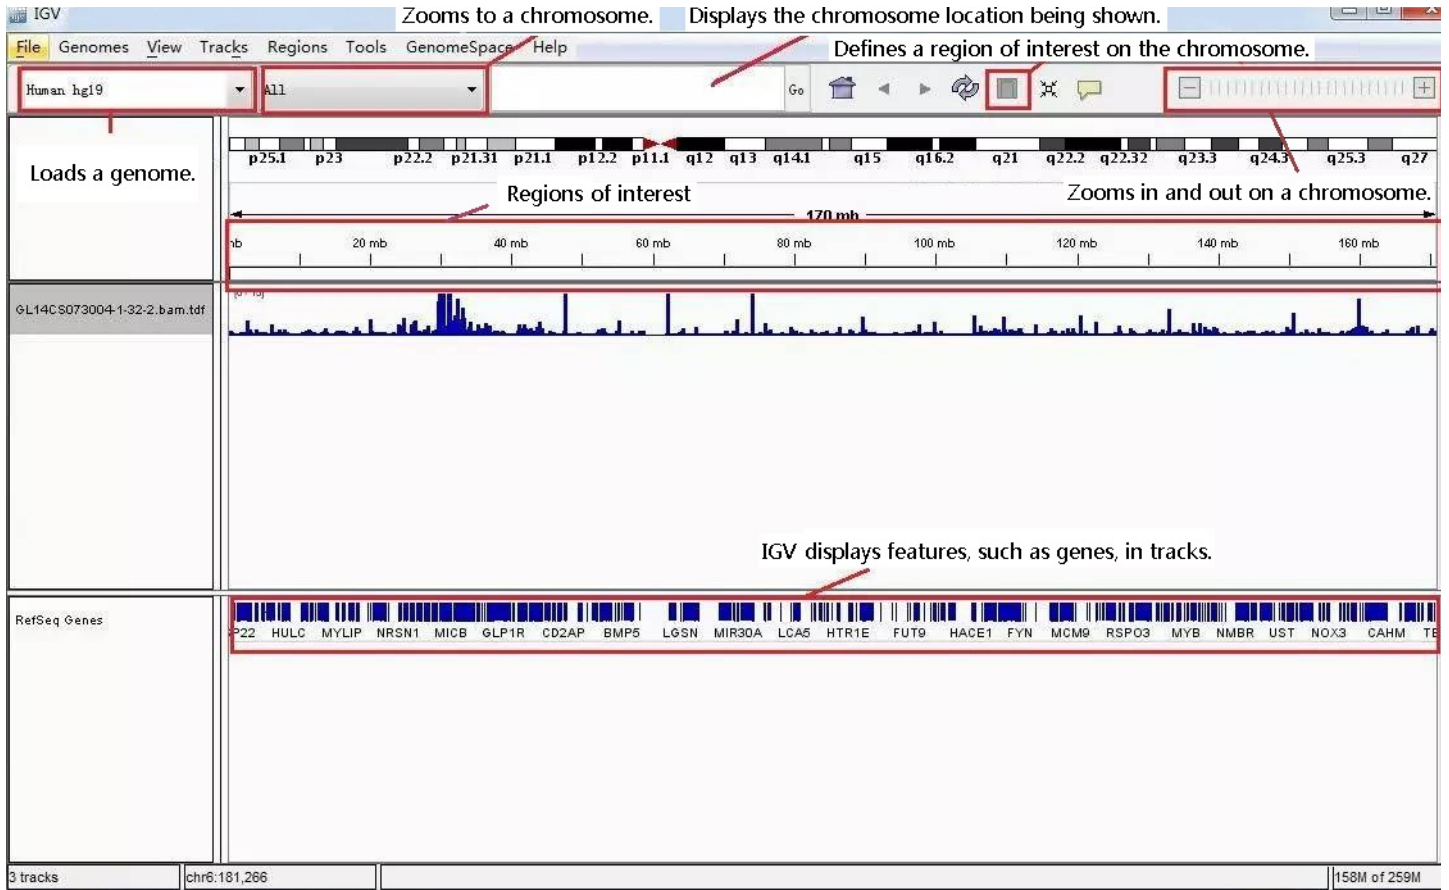 IGV
Zooms to a chromosome.
Displays the chromosome location being shown.
File Genomes View Tracks Regions Tools GenomeSpace Help
Defines a region of interest on the chromosome.
Human hg19
All
Go
p25.1 p23 p22.2 p21.31 p21.1 p12.2 p11.1 q12 q13 q14.1 q15 q16.2 q21 q22.2 q22.32 q23.3 q24.3 q25.3 q27
Loads a genome.
Regions of interest
Zooms in and out on a chromosome.
170 mb
mb 20 mb 40 mb 60 mb 80 mb 100 mb 120 mb 140 mb 160 mb
GL14CS073004-1-32-2.bam.tdf
IGV displays features, such as genes, in tracks.
RefSeq Genes
P22 HULC MYLIP NRSN1 MICB GLP1R CD2AP BMP5 LGSN MIR30A LCA5 HTR1E FUT9 HACE1 FYN MCM9 RSPO3 MYB NMBR UST NOX3 CAHM TE
3 tracks
chr6:181,266
158M of 259M